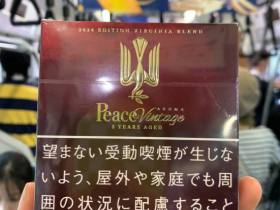 2024 EDITION VIRGINIA BLEND
Peace Vintage
AROMA
5 YEARS AGED
望まない受動喫煙が生じな
いよう、屋外や家庭でも周
囲の状況に配慮すること